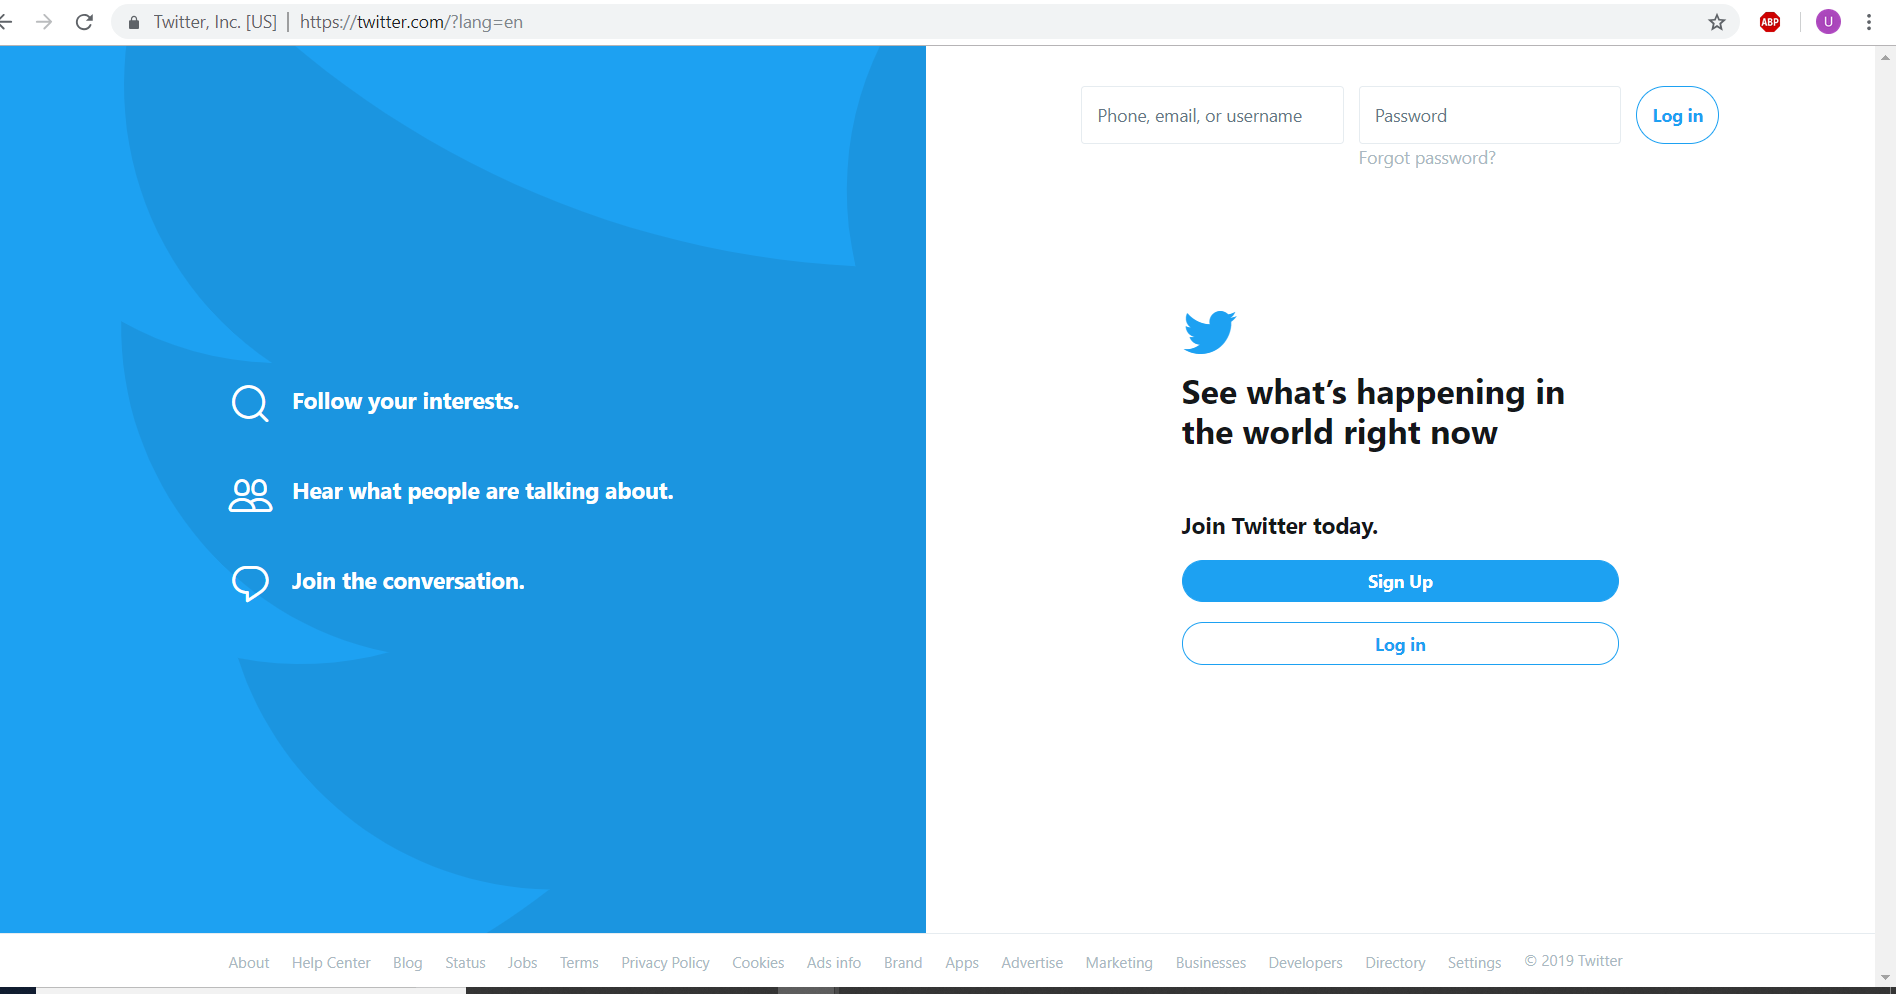 Twitter, Inc. [US] | https://twitter.com/?lang=en
ABP
U
Phone, email, or username
Password
Log in
Forgot password?
Follow your interests.
Hear what people are talking about.
Join the conversation.
See what’s happening in
the world right now
Join Twitter today.
Sign Up
Log in
About Help Center Blog Status Jobs Terms Privacy Policy Cookies Ads info Brand Apps Advertise Marketing Businesses Developers Directory Settings © 2019 Twitter